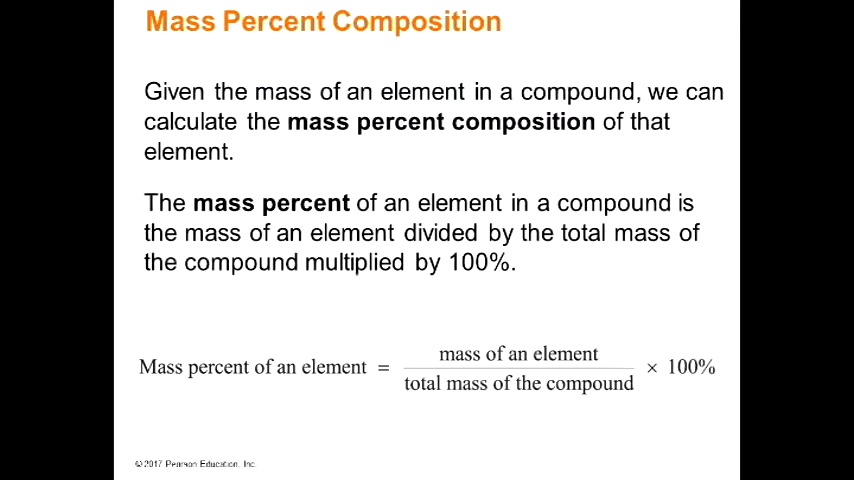 Mass Percent Composition
Given the mass of an element in a compound, we can
calculate the mass percent composition of that
element.
The mass percent of an element in a compound is
the mass of an element divided by the total mass of
the compound multiplied by 100%.
Mass percent of an element = mass of an element / total mass of the compound × 100%
© 2017 Pearson Education, Inc